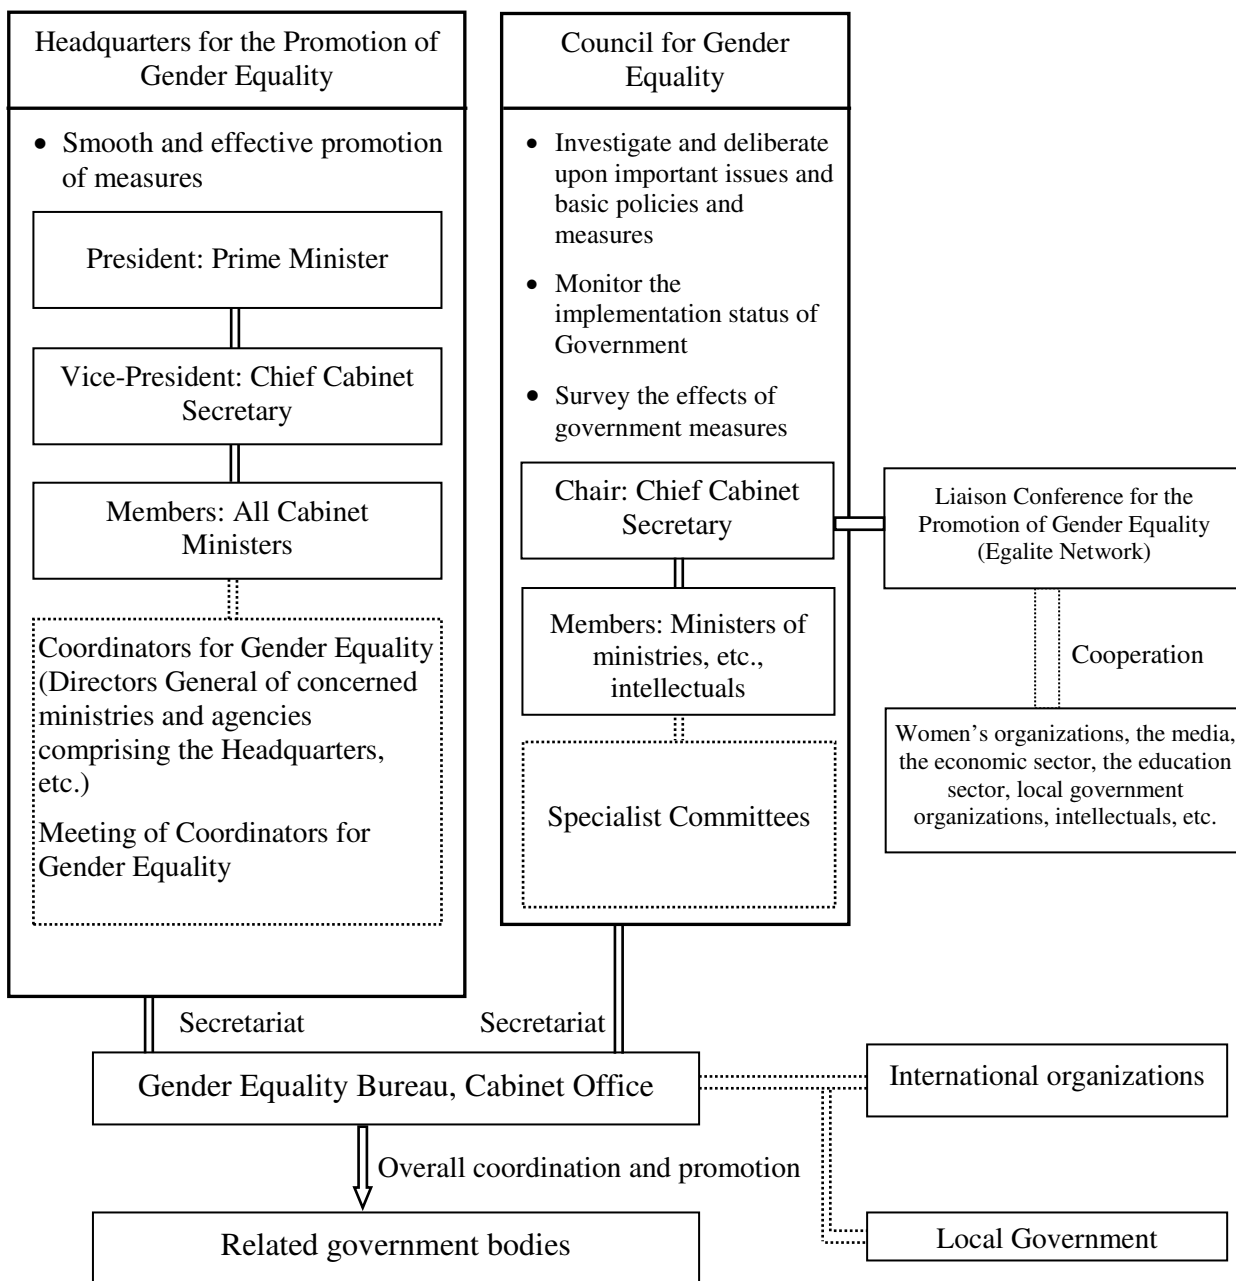 Headquarters for the Promotion of
Gender Equality
• Smooth and effective promotion
of measures
President: Prime Minister
Vice-President: Chief Cabinet
Secretary
Members: All Cabinet
Ministers
Coordinators for Gender Equality
(Directors General of concerned
ministries and agencies
comprising the Headquarters,
etc.)
Meeting of Coordinators for
Gender Equality
Council for Gender
Equality
• Investigate and deliberate
upon important issues and
basic policies and
measures
• Monitor the
implementation status of
Government
• Survey the effects of
government measures
Chair: Chief Cabinet
Secretary
Members: Ministers of
ministries, etc.,
intellectuals
Specialist Committees
Liaison Conference for the
Promotion of Gender Equality
(Egalite Network)
Cooperation
Women’s organizations, the media,
the economic sector, the education
sector, local government
organizations, intellectuals, etc.
Secretariat
Secretariat
Gender Equality Bureau, Cabinet Office
International organizations
Overall coordination and promotion
Related government bodies
Local Government